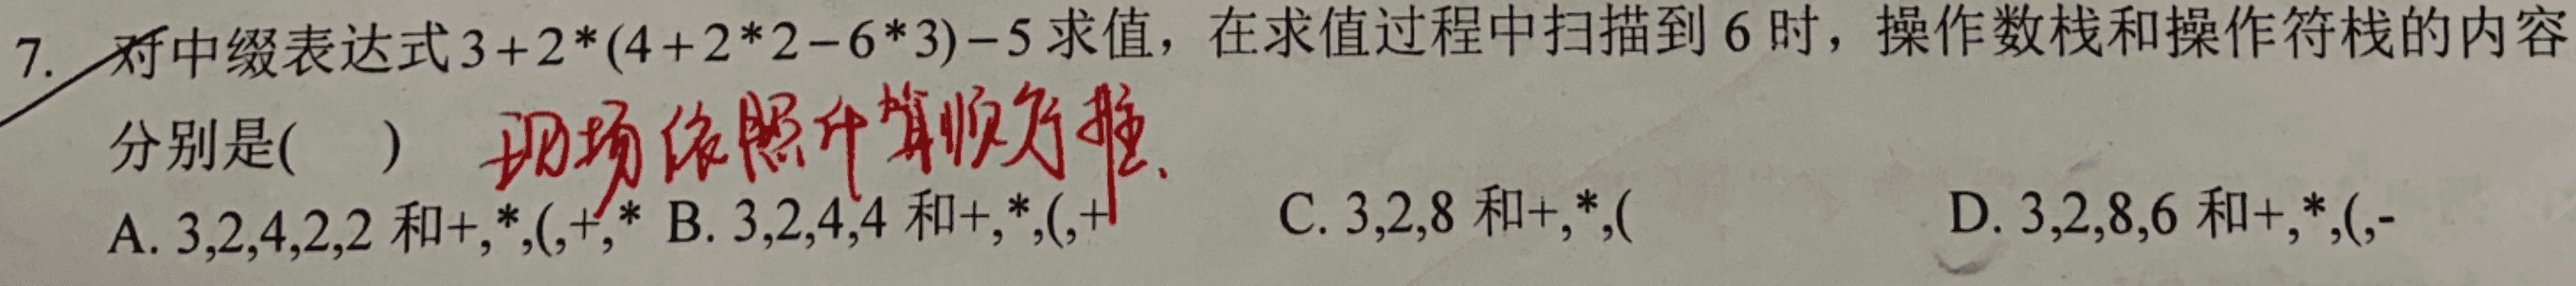 7. 对中缀表达式3+2*(4+2*2-6*3)-5求值，在求值过程中扫描到6时，操作数栈和操作符栈的内容
分别是(    ) 现场依照计算顺序推.
A. 3,2,4,2,2 和+,*,(,+,* B. 3,2,4,4 和+,*,(,+ C. 3,2,8 和+,*,( D. 3,2,8,6 和+,*,(,-